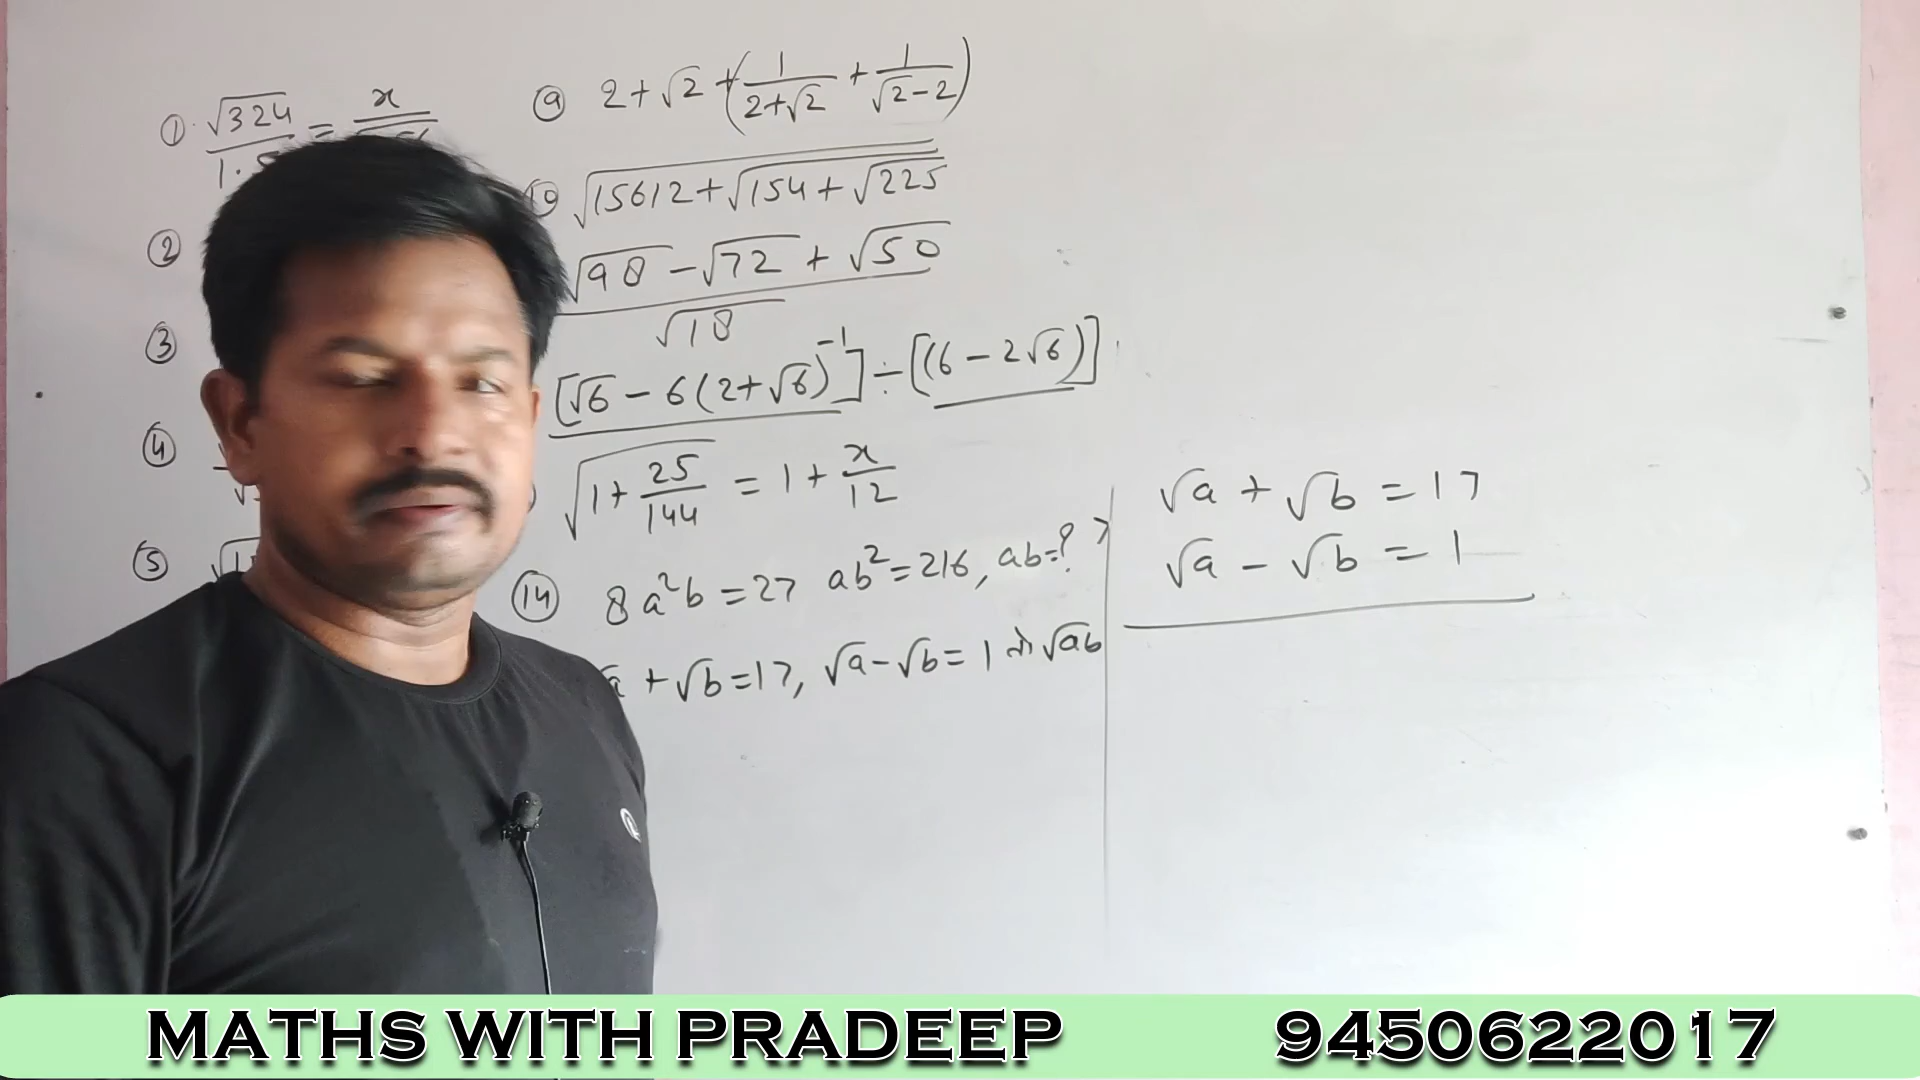 ① √324 / 1.5 = x /
②
③
④
⑤
⑨ 2+√2+(1/(2+√2) + 1/(√2-2))
⑩ √(15612+√(154+√225))
(√98-√72+√50)/√18
[√6-6(2+√6)⁻¹]÷[(6-2√6)]
√(1+25/144) = 1+x/12
⑭ 8a²b=27 ab²=216, ab=?
+√b=17, √a-√b=1 तो √ab
√a+√b=17
√a-√b=1
MATHS WITH PRADEEP 9450622017